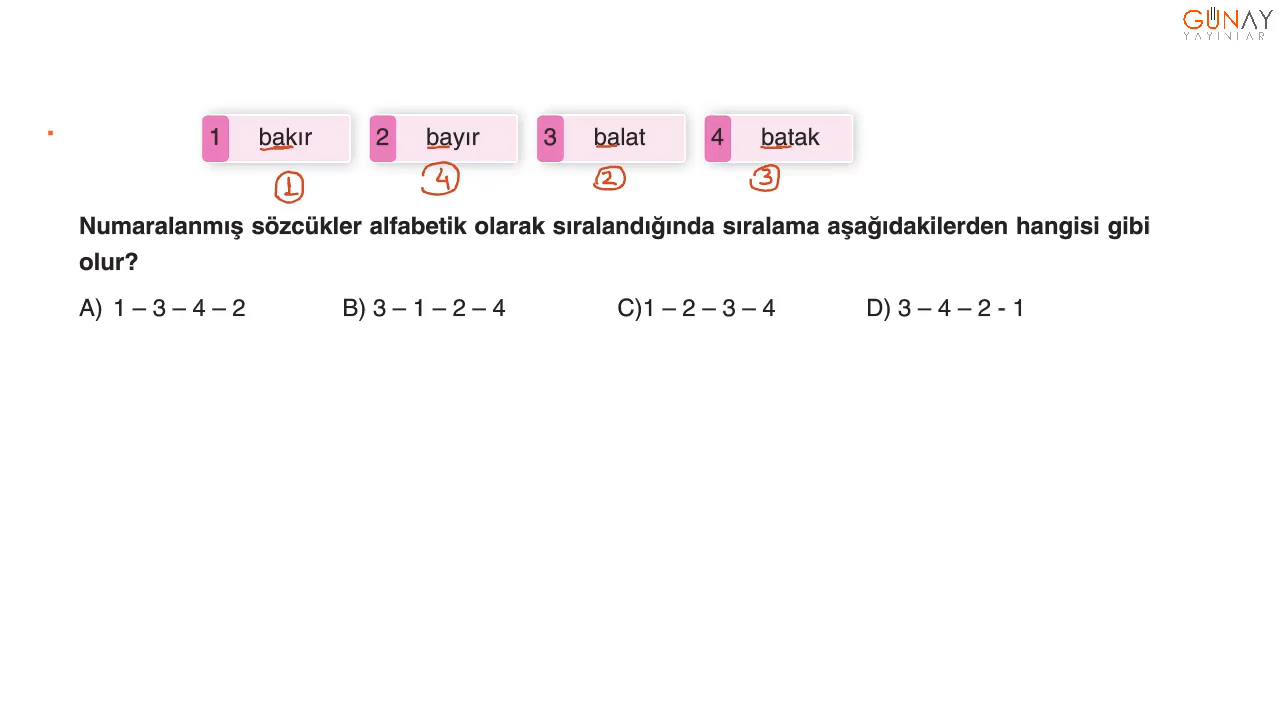 GÜNAY
YAYINLARI
1 bakır 2 bayır 3 balat 4 batak
1 4 2 3
Numaralanmış sözcükler alfabetik olarak sıralandığında sıralama aşağıdakilerden hangisi gibi
olur?
A) 1 – 3 – 4 – 2 B) 3 – 1 – 2 – 4 C)1 – 2 – 3 – 4 D) 3 – 4 – 2 - 1